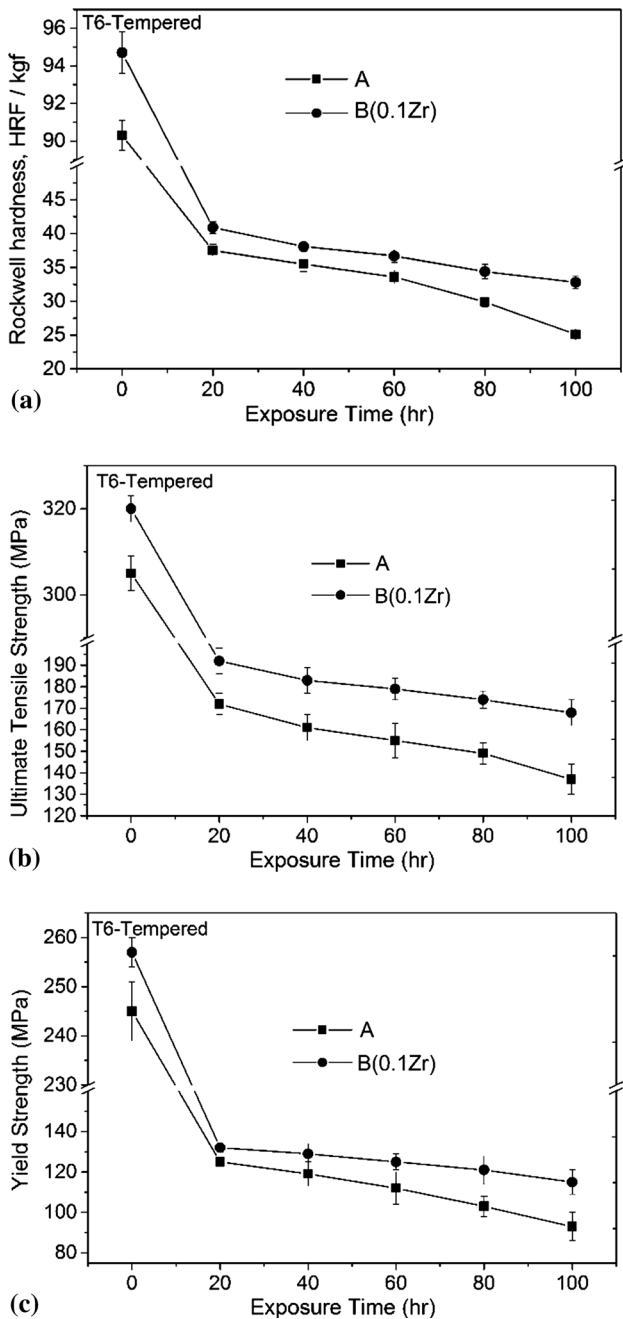 T6-Tempered
A
B(0.1Zr)
Rockwell hardness, HRF / kgf
96
94
92
90
45
40
35
30
25
20
0 20 40 60 80 100
(a) Exposure Time (hr)
T6-Tempered
A
B(0.1Zr)
Ultimate Tensile Strength (MPa)
320
300
190
180
170
160
150
140
130
120
0 20 40 60 80 100
(b) Exposure Time (hr)
T6-Tempered
A
B(0.1Zr)
Yield Strength (MPa)
260
250
240
230
140
120
100
80
0 20 40 60 80 100
(c) Exposure Time (hr)